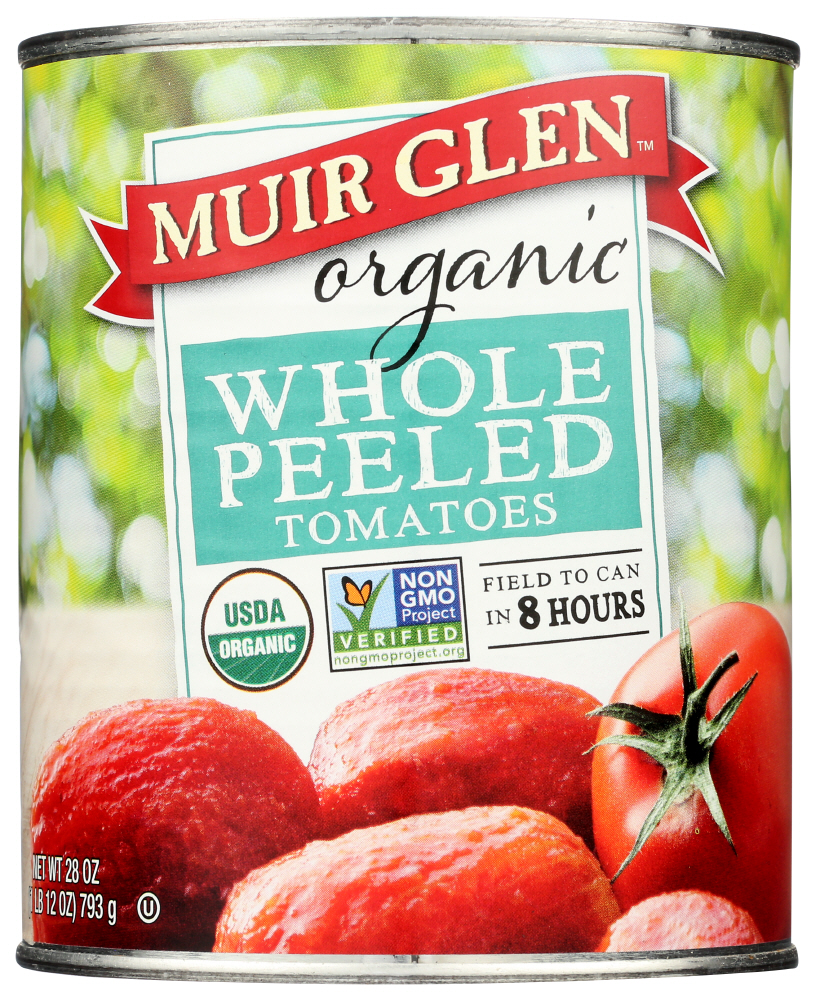 MUIR GLEN™
organic
WHOLE
PEELED
TOMATOES
USDA
ORGANIC
NON
GMO
Project
VERIFIED
nongmoproject.org
FIELD TO CAN
IN 8 HOURS
NET WT 28 OZ
1 LB 12 OZ) 793 g U